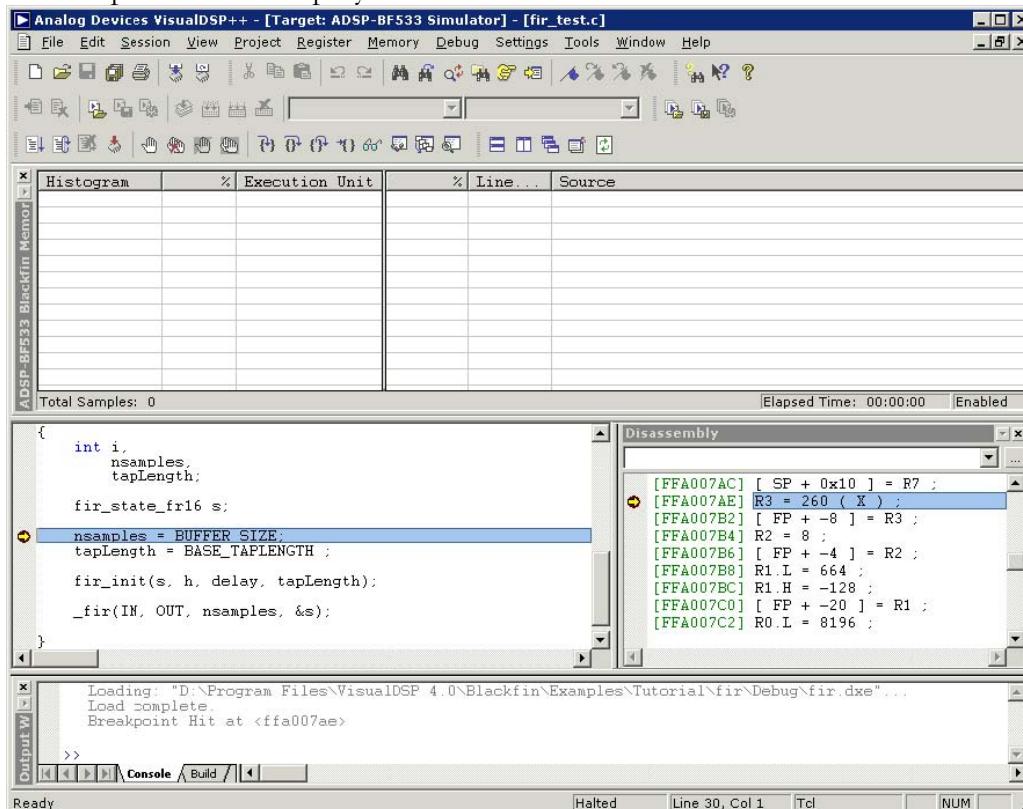 Analog Devices VisualDSP++ - [Target: ADSP-BF533 Simulator] - [fir_test.c]
File Edit Session View Project Register Memory Debug Settings Tools Window Help
Histogram % Execution Unit % Line... Source
ADSP-BF533 Blackfin Memor
Total Samples: 0 Elapsed Time: 00:00:00 Enabled
{
int i,
nsamples,
tapLength;
fir_state_fr16 s;
nsamples = BUFFER_SIZE;
tapLength = BASE_TAPLENGTH ;
fir_init(s, h, delay, tapLength);
_fir(IN, OUT, nsamples, &s);
}
Disassembly
[FFA007AC] [ SP + 0x10 ] = R7 ;
[FFA007AE] R3 = 260 ( X ) ;
[FFA007B2] [ FP + -8 ] = R3 ;
[FFA007B4] R2 = 8 ;
[FFA007B6] [ FP + -4 ] = R2 ;
[FFA007B8] R1.L = 664 ;
[FFA007BC] R1.H = -128 ;
[FFA007C0] [ FP + -20 ] = R1 ;
[FFA007C2] R0.L = 8196 ;
Output W
Loading: "D:\Program Files\VisualDSP 4.0\Blackfin\Examples\Tutorial\fir\Debug\fir.dxe"...
Load complete.
Breakpoint Hit at <ffa007ae>
>>
Console Build
Ready Halted Line 30, Col 1 Tcl NUM